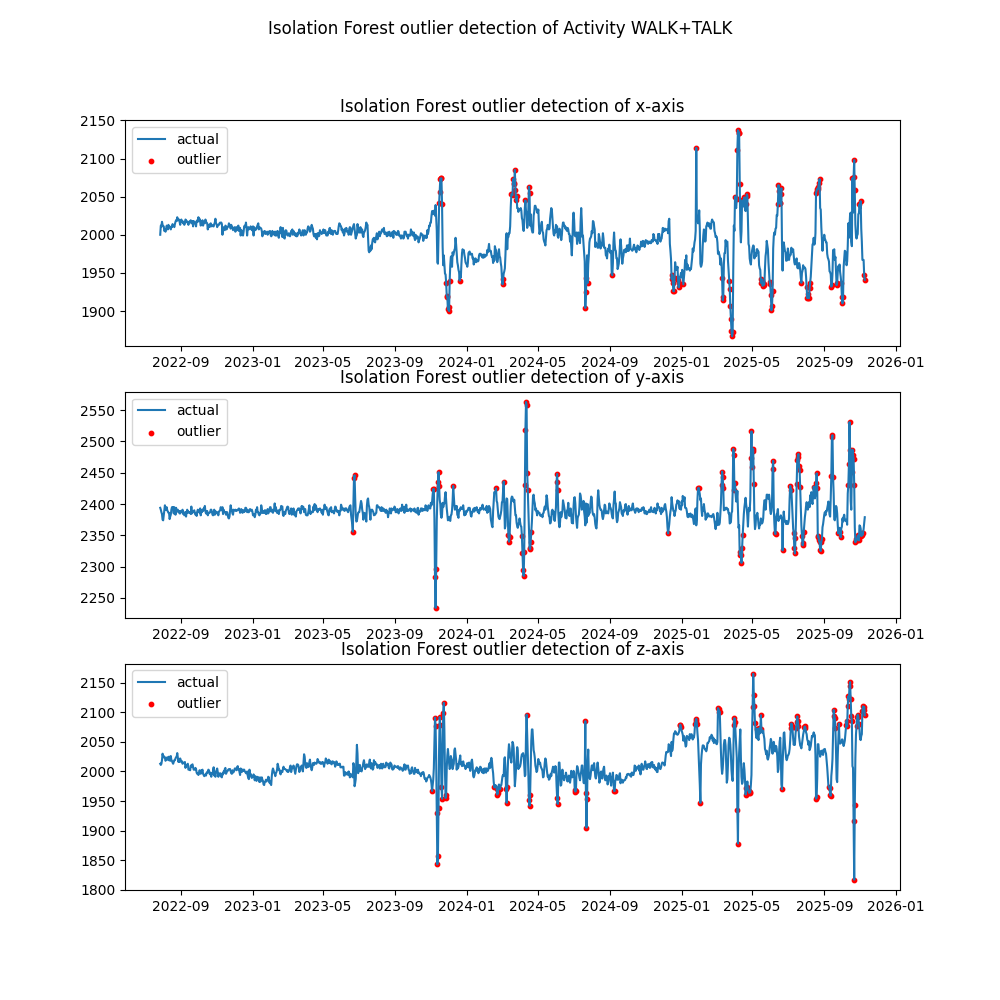 Isolation Forest outlier detection of Activity WALK+TALK
Isolation Forest outlier detection of x-axis
2150
2100
2050
2000
1950
1900
actual
outlier
2022-09 2023-01 2023-05 2023-09 2024-01 2024-05 2024-09 2025-01 2025-05 2025-09 2026-01
Isolation Forest outlier detection of y-axis
2550
2500
2450
2400
2350
2300
2250
actual
outlier
2022-09 2023-01 2023-05 2023-09 2024-01 2024-05 2024-09 2025-01 2025-05 2025-09 2026-01
Isolation Forest outlier detection of z-axis
2150
2100
2050
2000
1950
1900
1850
1800
actual
outlier
2022-09 2023-01 2023-05 2023-09 2024-01 2024-05 2024-09 2025-01 2025-05 2025-09 2026-01